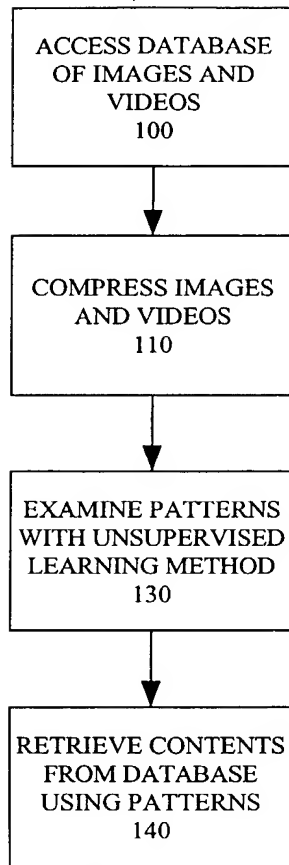 ACCESS DATABASE
OF IMAGES AND
VIDEOS
100
COMPRESS IMAGES
AND VIDEOS
110
EXAMINE PATTERNS
WITH UNSUPERVISED
LEARNING METHOD
130
RETRIEVE CONTENTS
FROM DATABASE
USING PATTERNS
140